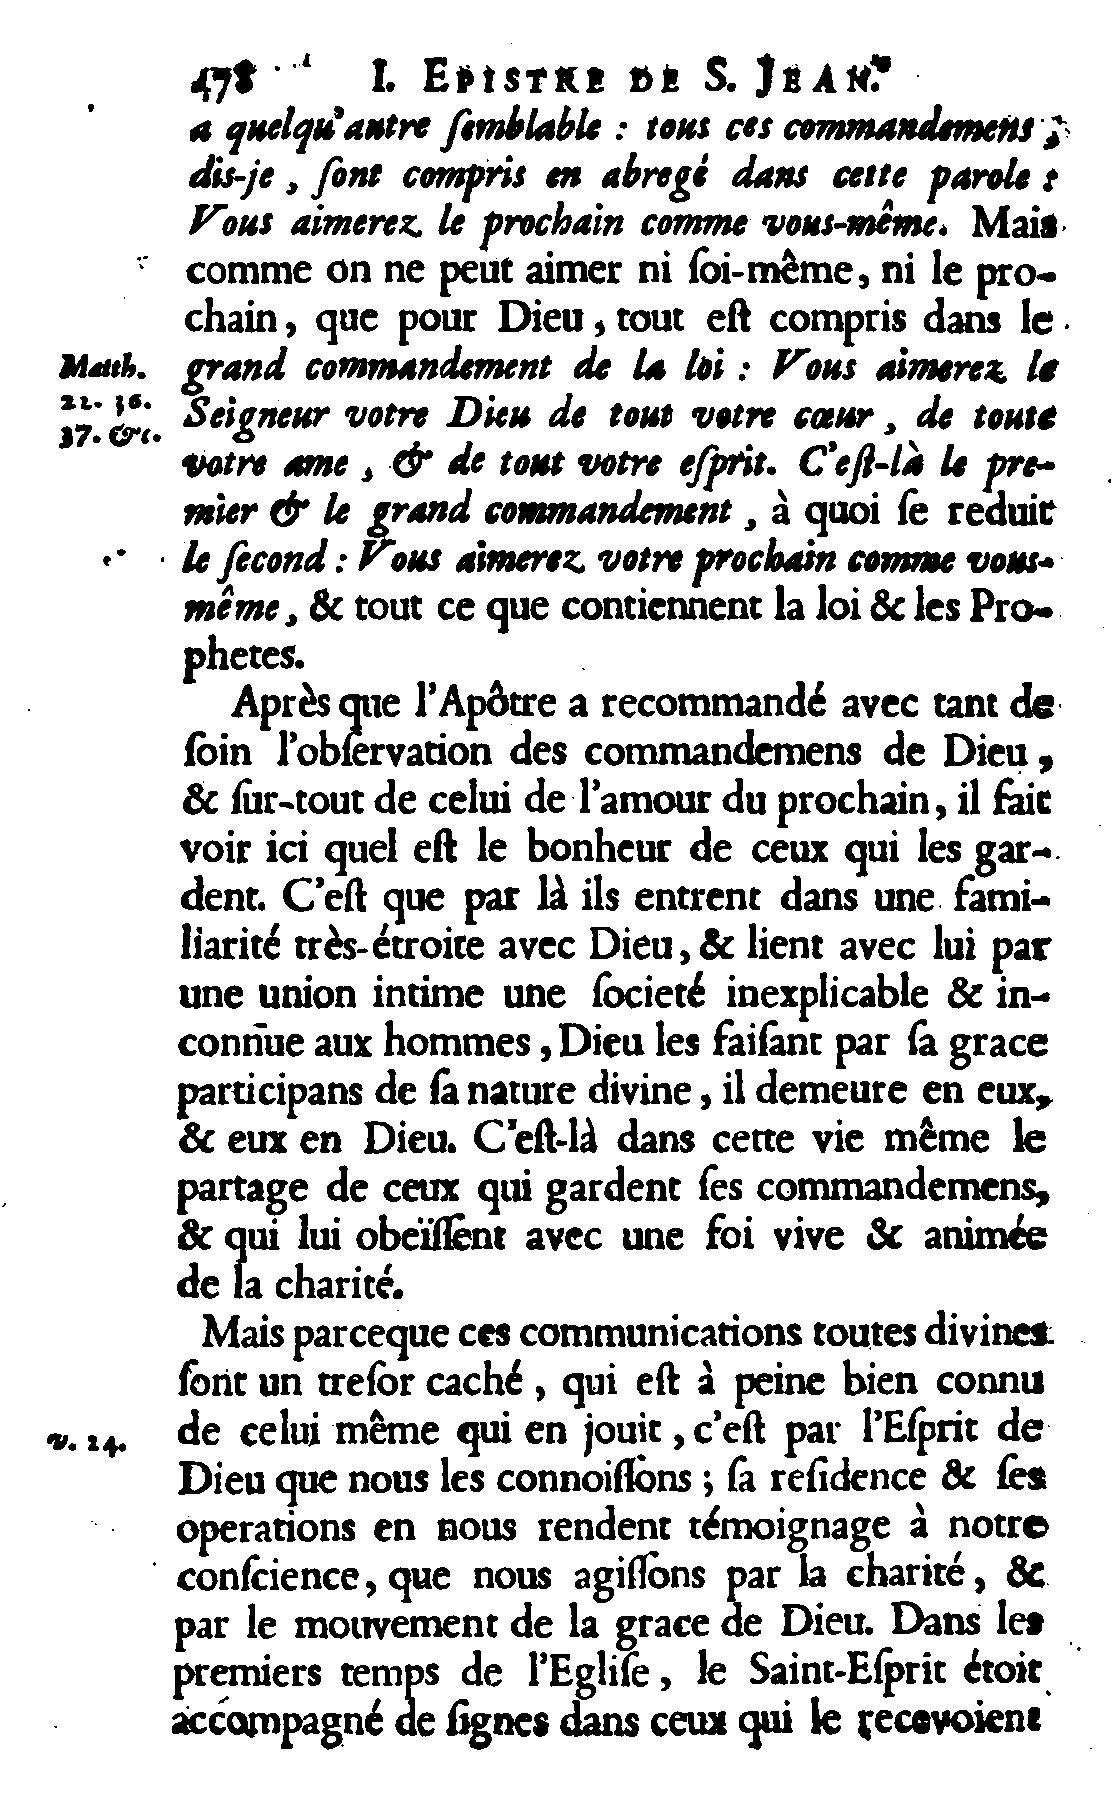 478 I. EPISTRE DE S. JEAN.
a quelqu'autre ſemblable : tous ces commandemens ,
dis-je , ſont compris en abregé dans cette parole :
Vous aimerez le prochain comme vous-même. Mais
comme on ne peut aimer ni ſoi-même, ni le pro-
chain, que pour Dieu, tout eſt compris dans le
Matth. 22. 36. 37. &c.
grand commandement de la loi : Vous aimerez le
Seigneur votre Dieu de tout votre cœur , de toute
votre ame , & de tout votre eſprit. C'eſt-là le pre-
mier & le grand commandement , à quoi ſe reduit
le ſecond : Vous aimerez votre prochain comme vous-
même, & tout ce que contiennent la loi & les Pro-
phetes.
Après que l'Apôtre a recommandé avec tant de
ſoin l'obſervation des commandemens de Dieu ,
& ſur-tout de celui de l'amour du prochain, il fait
voir ici quel eſt le bonheur de ceux qui les gar-
dent. C'eſt que par là ils entrent dans une fami-
liarité très-étroite avec Dieu, & lient avec lui par
une union intime une ſocieté inexplicable & in-
connue aux hommes, Dieu les faiſant par ſa grace
participans de ſa nature divine, il demeure en eux,
& eux en Dieu. C'eſt-là dans cette vie même le
partage de ceux qui gardent ſes commandemens,
& qui lui obeïſſent avec une foi vive & animée
de la charité.
Mais parceque ces communications toutes divines
ſont un treſor caché , qui eſt à peine bien connu
v. 24.
de celui même qui en jouit , c'eſt par l'Eſprit de
Dieu que nous les connoiſſons ; ſa reſidence & ſes
operations en nous rendent témoignage à notre
conſcience, que nous agiſſons par la charité, &
par le mouvement de la grace de Dieu. Dans les
premiers temps de l'Egliſe, le Saint-Eſprit étoit
accompagné de ſignes dans ceux qui le recevoient